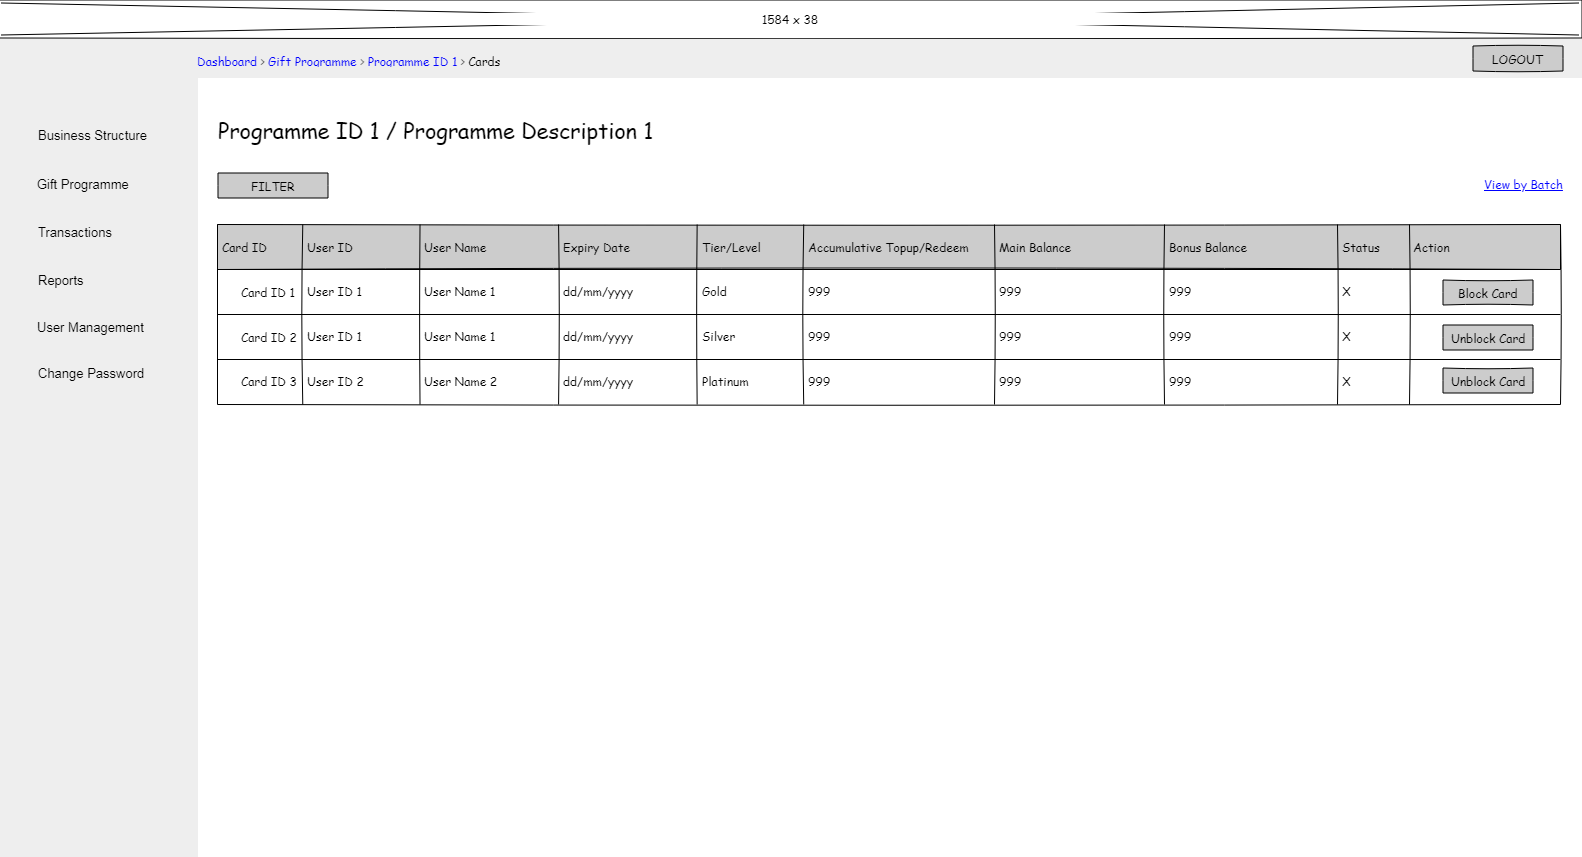 1584 x 38
Dashboard > Gift Programme > Programme ID 1 > Cards
LOGOUT
Business Structure
Gift Programme
Transactions
Reports
User Management
Change Password
Programme ID 1 / Programme Description 1
FILTER
View by Batch
Card ID User ID User Name Expiry Date Tier/Level Accumulative Topup/Redeem Main Balance Bonus Balance Status Action
Card ID 1 User ID 1 User Name 1 dd/mm/yyyy Gold 999 999 999 X Block Card
Card ID 2 User ID 1 User Name 1 dd/mm/yyyy Silver 999 999 999 X Unblock Card
Card ID 3 User ID 2 User Name 2 dd/mm/yyyy Platinum 999 999 999 X Unblock Card